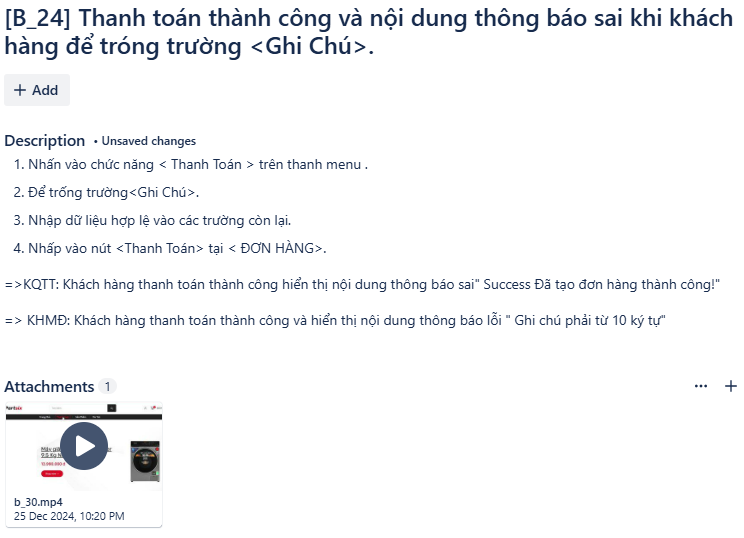 [B_24] Thanh toán thành công và nội dung thông báo sai khi khách
hàng để tróng trường <Ghi Chú>.
+ Add
Description • Unsaved changes
1. Nhấn vào chức năng < Thanh Toán > trên thanh menu .
2. Để trống trường<Ghi Chú>.
3. Nhập dữ liệu hợp lệ vào các trường còn lại.
4. Nhấp vào nút <Thanh Toán> tại < ĐƠN HÀNG>.
=>KQTT: Khách hàng thanh toán thành công hiển thị nội dung thông báo sai" Success Đã tạo đơn hàng thành công!"
=> KHMĐ: Khách hàng thanh toán thành công và hiển thị nội dung thông báo lỗi " Ghi chú phải từ 10 ký tự"
Attachments 1
b_30.mp4
25 Dec 2024, 10:20 PM